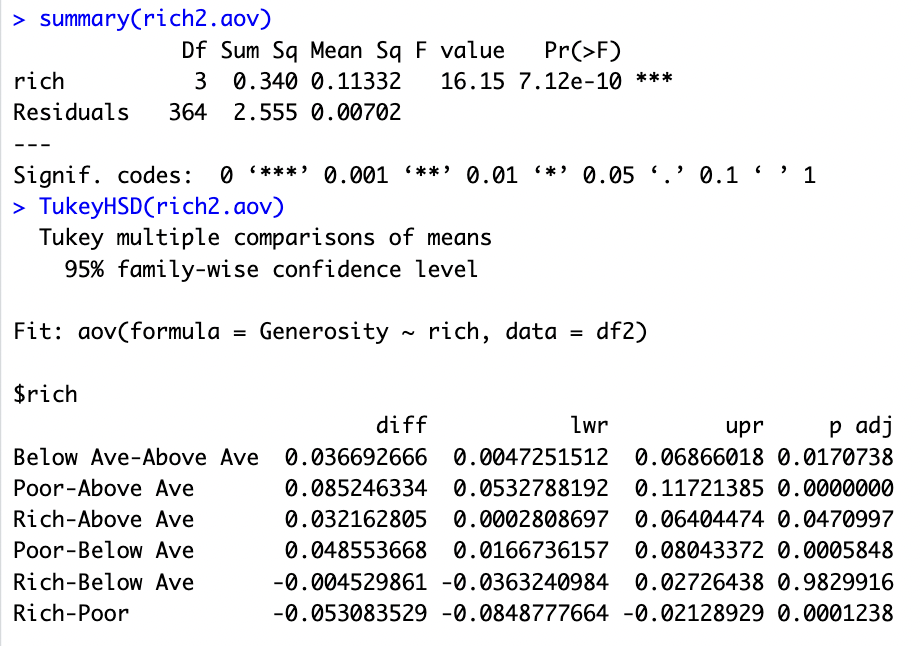 > summary(rich2.aov)
             Df Sum Sq Mean Sq F value   Pr(>F)    
rich          3  0.340 0.11332   16.15 7.12e-10 ***
Residuals   364  2.555 0.00702                     
---
Signif. codes:  0 ‘***’ 0.001 ‘**’ 0.01 ‘*’ 0.05 ‘.’ 0.1 ‘ ’ 1
> TukeyHSD(rich2.aov)
  Tukey multiple comparisons of means
    95% family-wise confidence level

Fit: aov(formula = Generosity ~ rich, data = df2)

$rich
                            diff           lwr         upr     p adj
Below Ave-Above Ave  0.036692666  0.0047251512  0.06866018 0.0170738
Poor-Above Ave       0.085246334  0.0532788192  0.11721385 0.0000000
Rich-Above Ave       0.032162805  0.0002808697  0.06404474 0.0470997
Poor-Below Ave       0.048553668  0.0166736157  0.08043372 0.0005848
Rich-Below Ave      -0.004529861 -0.0363240984  0.02726438 0.9829916
Rich-Poor           -0.053083529 -0.0848777664 -0.02128929 0.0001238